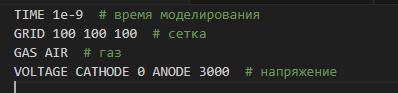 TIME 1e-9  # время моделирования
GRID 100 100 100  # сетка
GAS AIR  # газ
VOLTAGE CATHODE 0 ANODE 3000  # напряжение